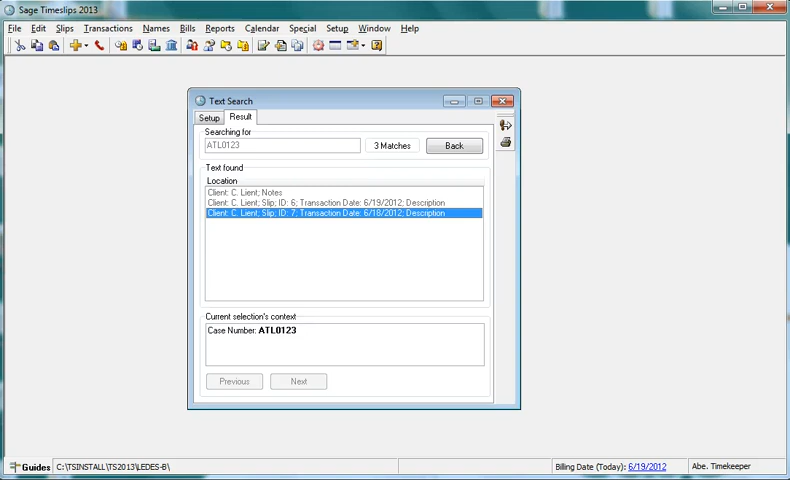 Sage Timeslips 2013
File Edit Slips Transactions Names Bills Reports Calendar Special Setup Window Help
Text Search
Setup Result
Searching for
ATL0123 3 Matches Back
Text found
Location
Client: C. Lient; Notes
Client: C. Lient; Slip; ID: 6; Transaction Date: 6/19/2012; Description
Client: C. Lient; Slip; ID: 7; Transaction Date: 6/18/2012; Description
Current selection's context
Case Number: ATL0123
Previous Next
Guides C:\TSINSTALL\TS2013\LEDES-B\ Billing Date (Today): 6/19/2012 Abe. Timekeeper